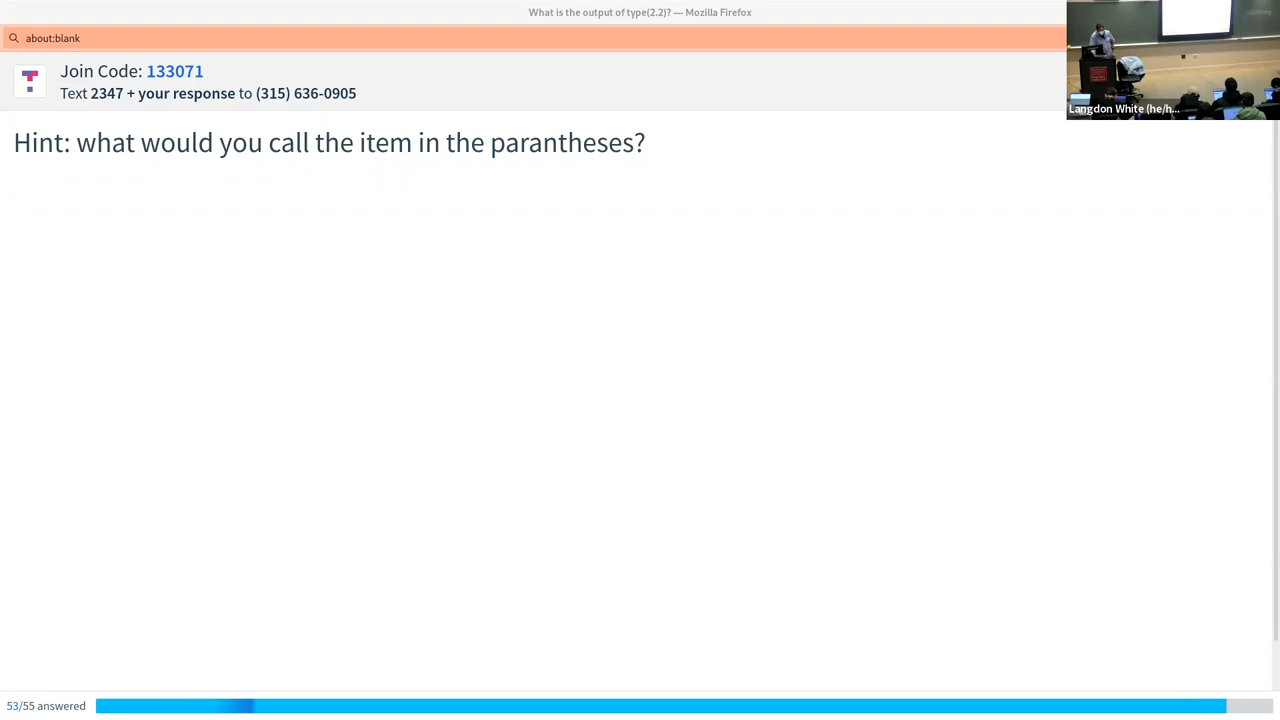 What is the output of type(2.2)? — Mozilla Firefox
about:blank
Join Code: 133071
Text 2347 + your response to (315) 636-0905
Langdon White (he/h...
Hint: what would you call the item in the parantheses?
53/55 answered